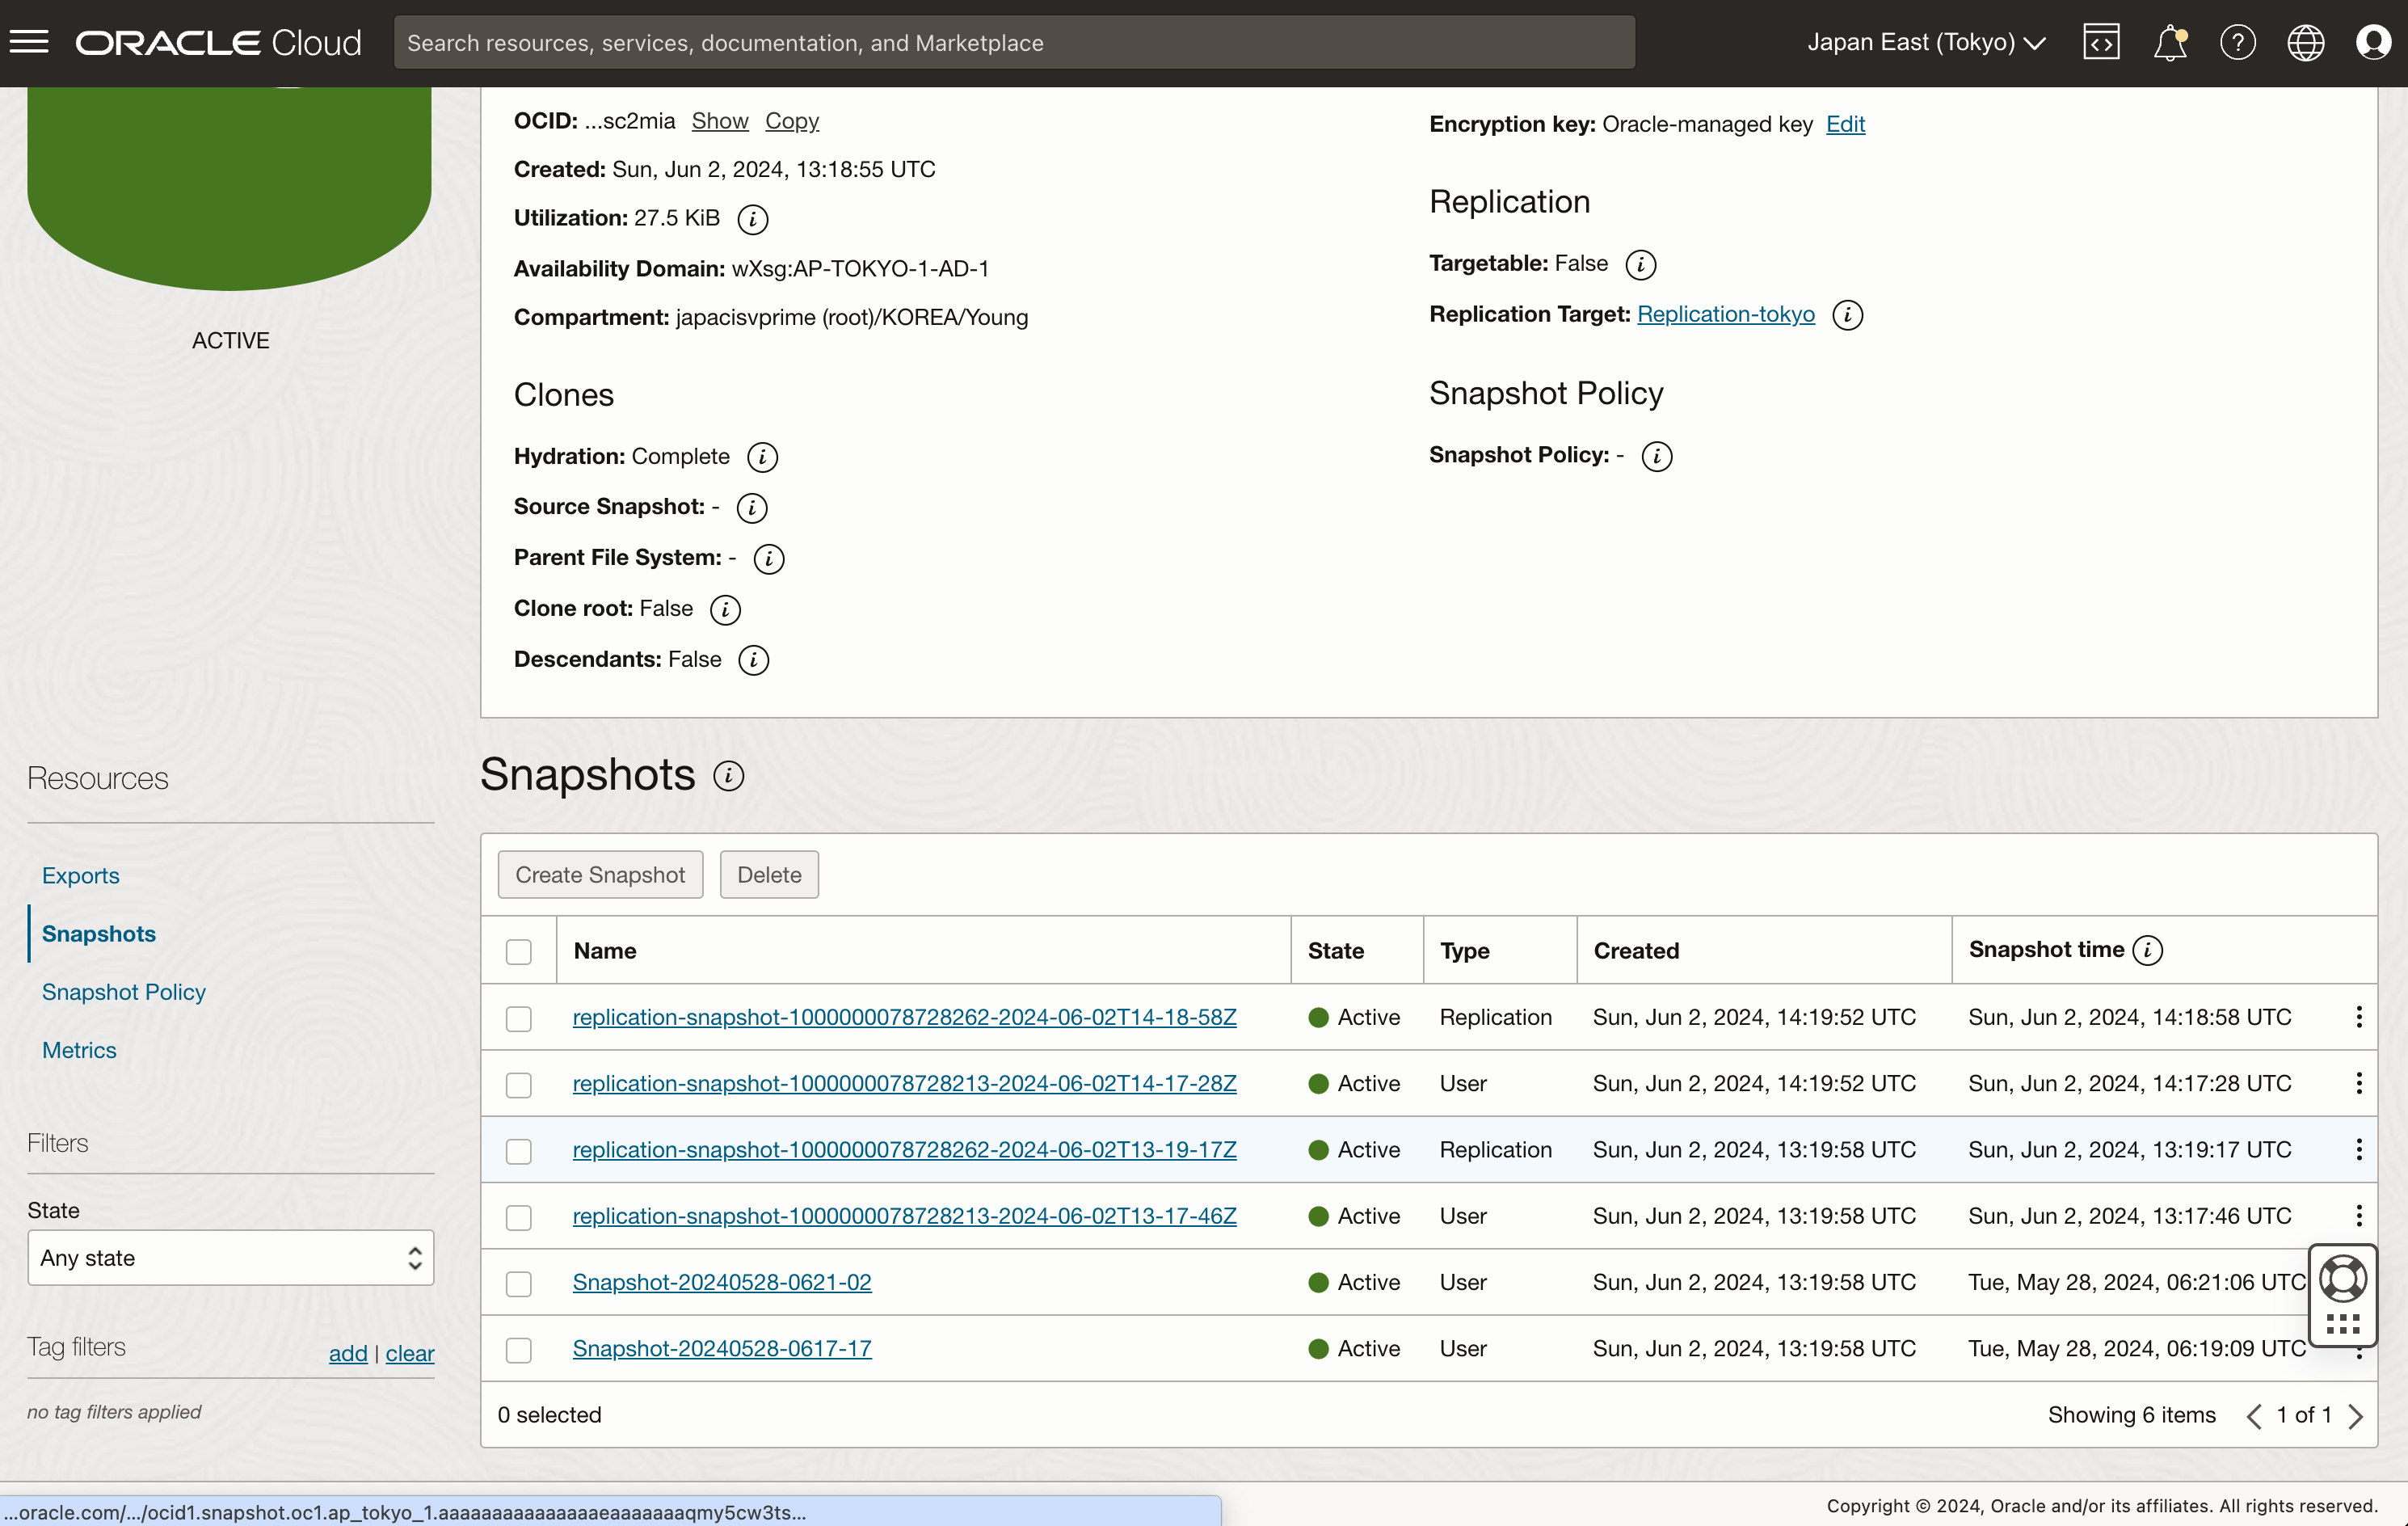 ORACLE Cloud
Search resources, services, documentation, and Marketplace
Japan East (Tokyo)
OCID: ...sc2mia Show Copy
Created: Sun, Jun 2, 2024, 13:18:55 UTC
Utilization: 27.5 KiB
Availability Domain: wXsg:AP-TOKYO-1-AD-1
Compartment: japacisvprime (root)/KOREA/Young
Clones
Hydration: Complete
Source Snapshot: -
Parent File System: -
Clone root: False
Descendants: False
Encryption key: Oracle-managed key Edit
Replication
Targetable: False
Replication Target: Replication-tokyo
Snapshot Policy
Snapshot Policy: -
ACTIVE
Resources
Exports
Snapshots
Snapshot Policy
Metrics
Filters
State
Any state
Tag filters add | clear
no tag filters applied
Snapshots
Create Snapshot Delete
Name State Type Created Snapshot time
replication-snapshot-1000000078728262-2024-06-02T14-18-58Z Active Replication Sun, Jun 2, 2024, 14:19:52 UTC Sun, Jun 2, 2024, 14:18:58 UTC
replication-snapshot-1000000078728213-2024-06-02T14-17-28Z Active User Sun, Jun 2, 2024, 14:19:52 UTC Sun, Jun 2, 2024, 14:17:28 UTC
replication-snapshot-1000000078728262-2024-06-02T13-19-17Z Active Replication Sun, Jun 2, 2024, 13:19:58 UTC Sun, Jun 2, 2024, 13:19:17 UTC
replication-snapshot-1000000078728213-2024-06-02T13-17-46Z Active User Sun, Jun 2, 2024, 13:19:58 UTC Sun, Jun 2, 2024, 13:17:46 UTC
Snapshot-20240528-0621-02 Active User Sun, Jun 2, 2024, 13:19:58 UTC Tue, May 28, 2024, 06:21:06 UTC
Snapshot-20240528-0617-17 Active User Sun, Jun 2, 2024, 13:19:58 UTC Tue, May 28, 2024, 06:19:09 UTC
0 selected
Showing 6 items 1 of 1
...oracle.com/.../ocid1.snapshot.oc1.ap_tokyo_1.aaaaaaaaaaaaaaaeaaaaaaaqmy5cw3ts...
Copyright © 2024, Oracle and/or its affiliates. All rights reserved.